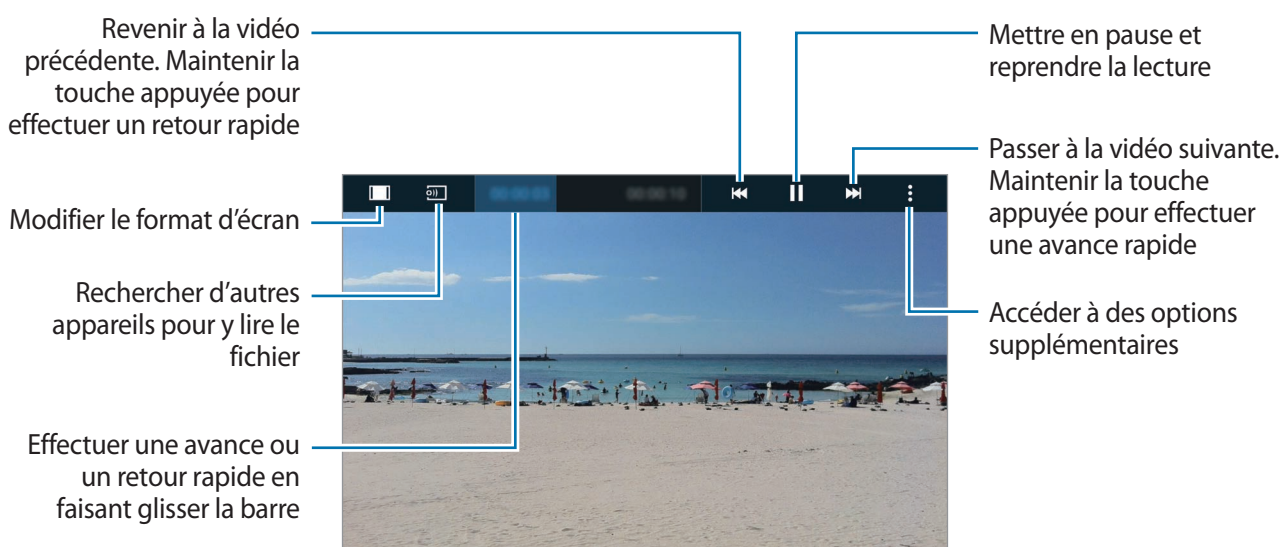 Revenir à la vidéo
précédente. Maintenir la
touche appuyée pour
effectuer un retour rapide
Modifier le format d'écran
Rechercher d'autres
appareils pour y lire le
fichier
Effectuer une avance ou
un retour rapide en
faisant glisser la barre
Mettre en pause et
reprendre la lecture
Passer à la vidéo suivante.
Maintenir la touche
appuyée pour effectuer
une avance rapide
Accéder à des options
supplémentaires